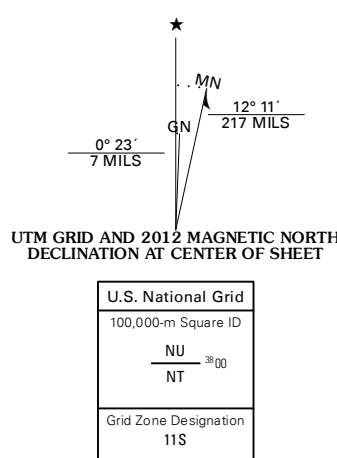 ★
MN
GN
12° 11´
217 MILS
0° 23´
7 MILS
UTM GRID AND 2012 MAGNETIC NORTH
DECLINATION AT CENTER OF SHEET
U.S. National Grid
100,000-m Square ID
NU
3800
NT
Grid Zone Designation
11S